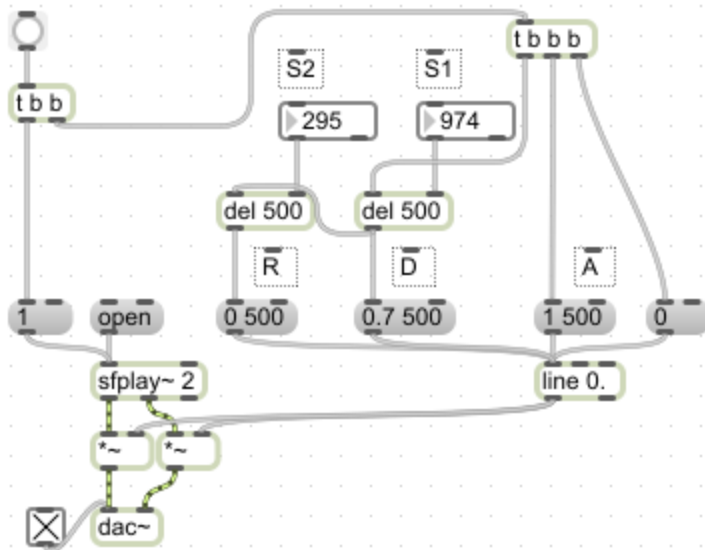 t b b b
S2
S1
t b b
295
974
del 500
del 500
R
D
A
1
open
0 500
0.7 500
1 500
0
sfplay~ 2
line 0.
*~
*~
dac~